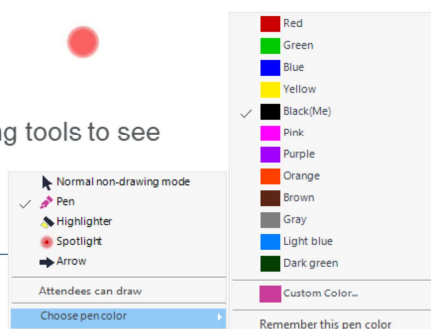 g tools to see
Normal non-drawing mode
Pen
Highlighter
Spotlight
Arrow
Attendees can draw
Choose pen color
Red
Green
Blue
Yellow
Black(Me)
Pink
Purple
Orange
Brown
Gray
Light blue
Dark green
Custom Color...
Remember this pen color